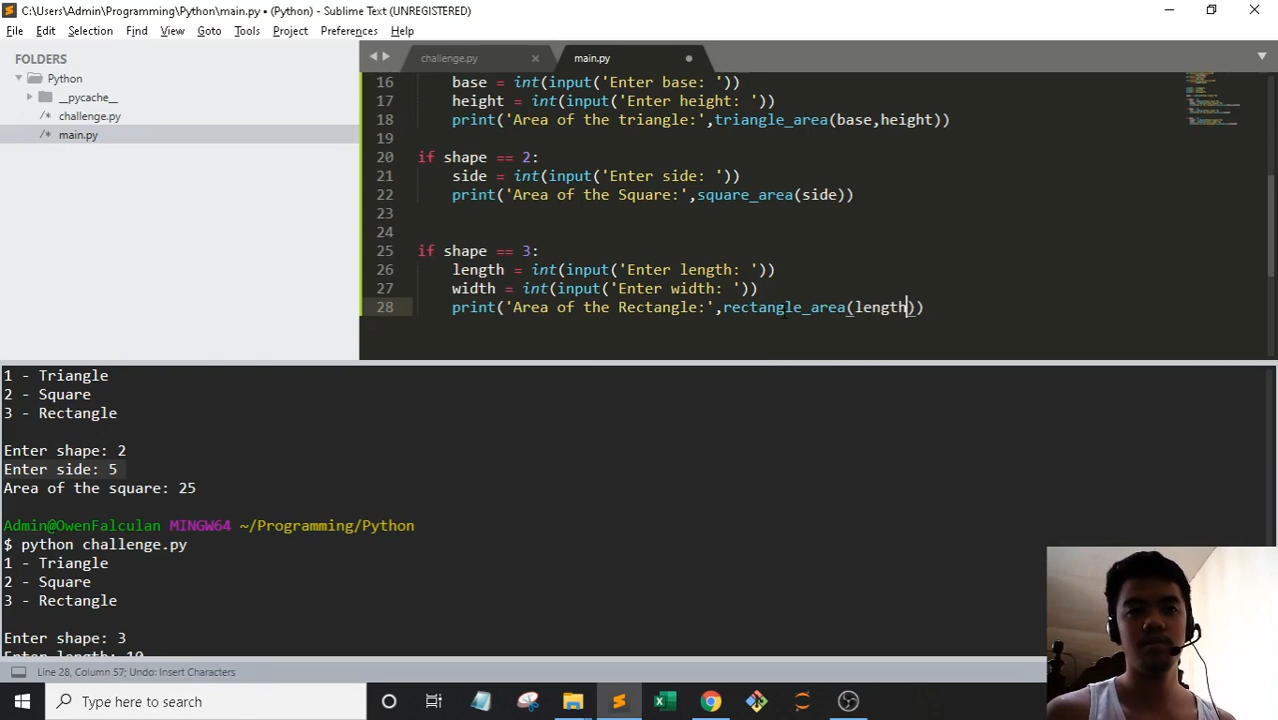 C:\Users\Admin\Programming\Python\main.py • (Python) - Sublime Text (UNREGISTERED)
File Edit Selection Find View Goto Tools Project Preferences Help
FOLDERS
Python
__pycache__
challenge.py
main.py
challenge.py main.py
16 base = int(input('Enter base: '))
17 height = int(input('Enter height: '))
18 print('Area of the triangle:',triangle_area(base,height))
19
20 if shape == 2:
21 side = int(input('Enter side: '))
22 print('Area of the Square:',square_area(side))
23
24
25 if shape == 3:
26 length = int(input('Enter length: '))
27 width = int(input('Enter width: '))
28 print('Area of the Rectangle:',rectangle_area(length))
1 - Triangle
2 - Square
3 - Rectangle
Enter shape: 2
Enter side: 5
Area of the square: 25
Admin@OwenFalculan MINGW64 ~/Programming/Python
$ python challenge.py
1 - Triangle
2 - Square
3 - Rectangle
Enter shape: 3
Enter length: 10
Line 28, Column 57; Undo: Insert Characters
Type here to search